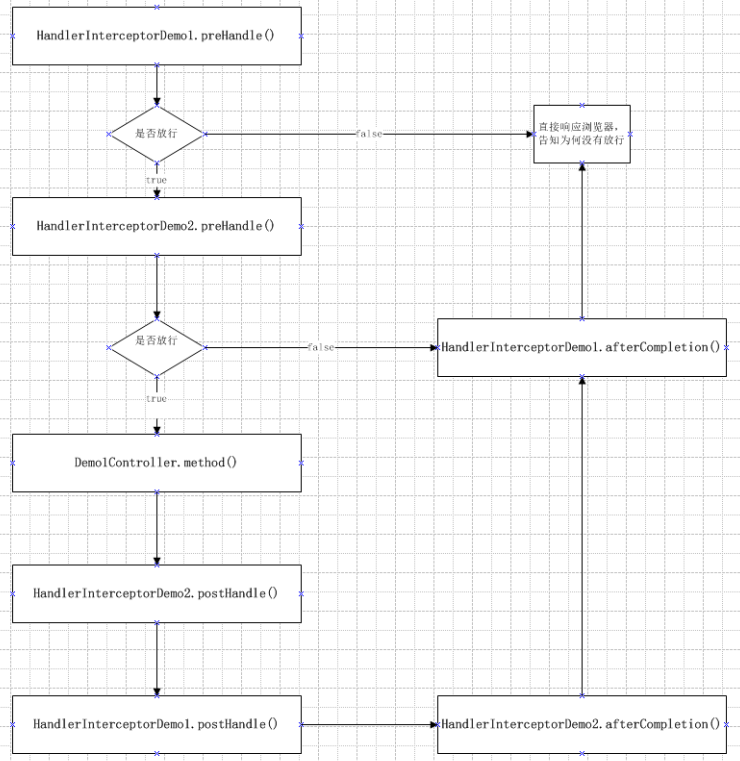 HandlerInterceptorDemo1.preHandle()
是否放行
false
直接响应浏览器，
告知为何没有放行
true
HandlerInterceptorDemo2.preHandle()
是否放行
false
HandlerInterceptorDemo1.afterCompletion()
true
Demo1Controller.method()
HandlerInterceptorDemo2.postHandle()
HandlerInterceptorDemo1.postHandle()
HandlerInterceptorDemo2.afterCompletion()